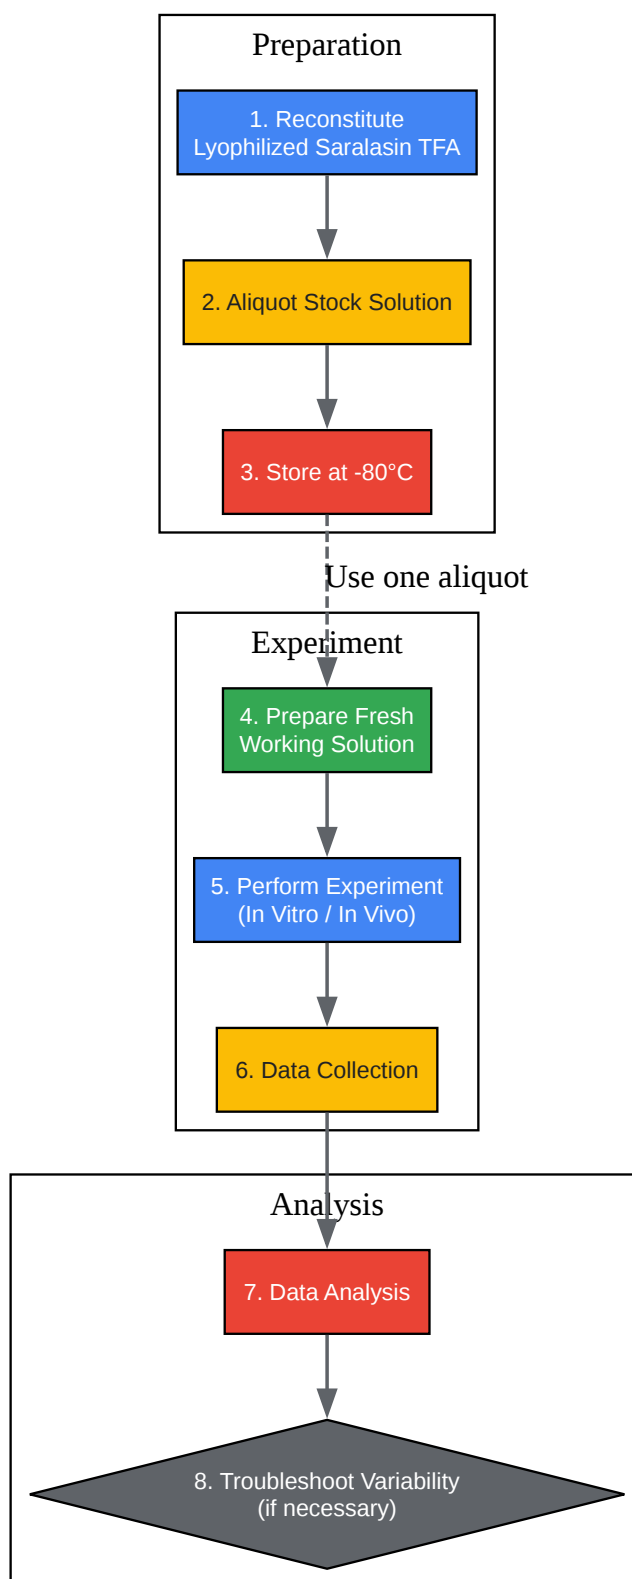 Preparation
1. Reconstitute
Lyophilized Saralasin TFA
2. Aliquot Stock Solution
3. Store at -80°C
Use one aliquot
Experiment
4. Prepare Fresh
Working Solution
5. Perform Experiment
(In Vitro / In Vivo)
6. Data Collection
Analysis
7. Data Analysis
8. Troubleshoot Variability
(if necessary)